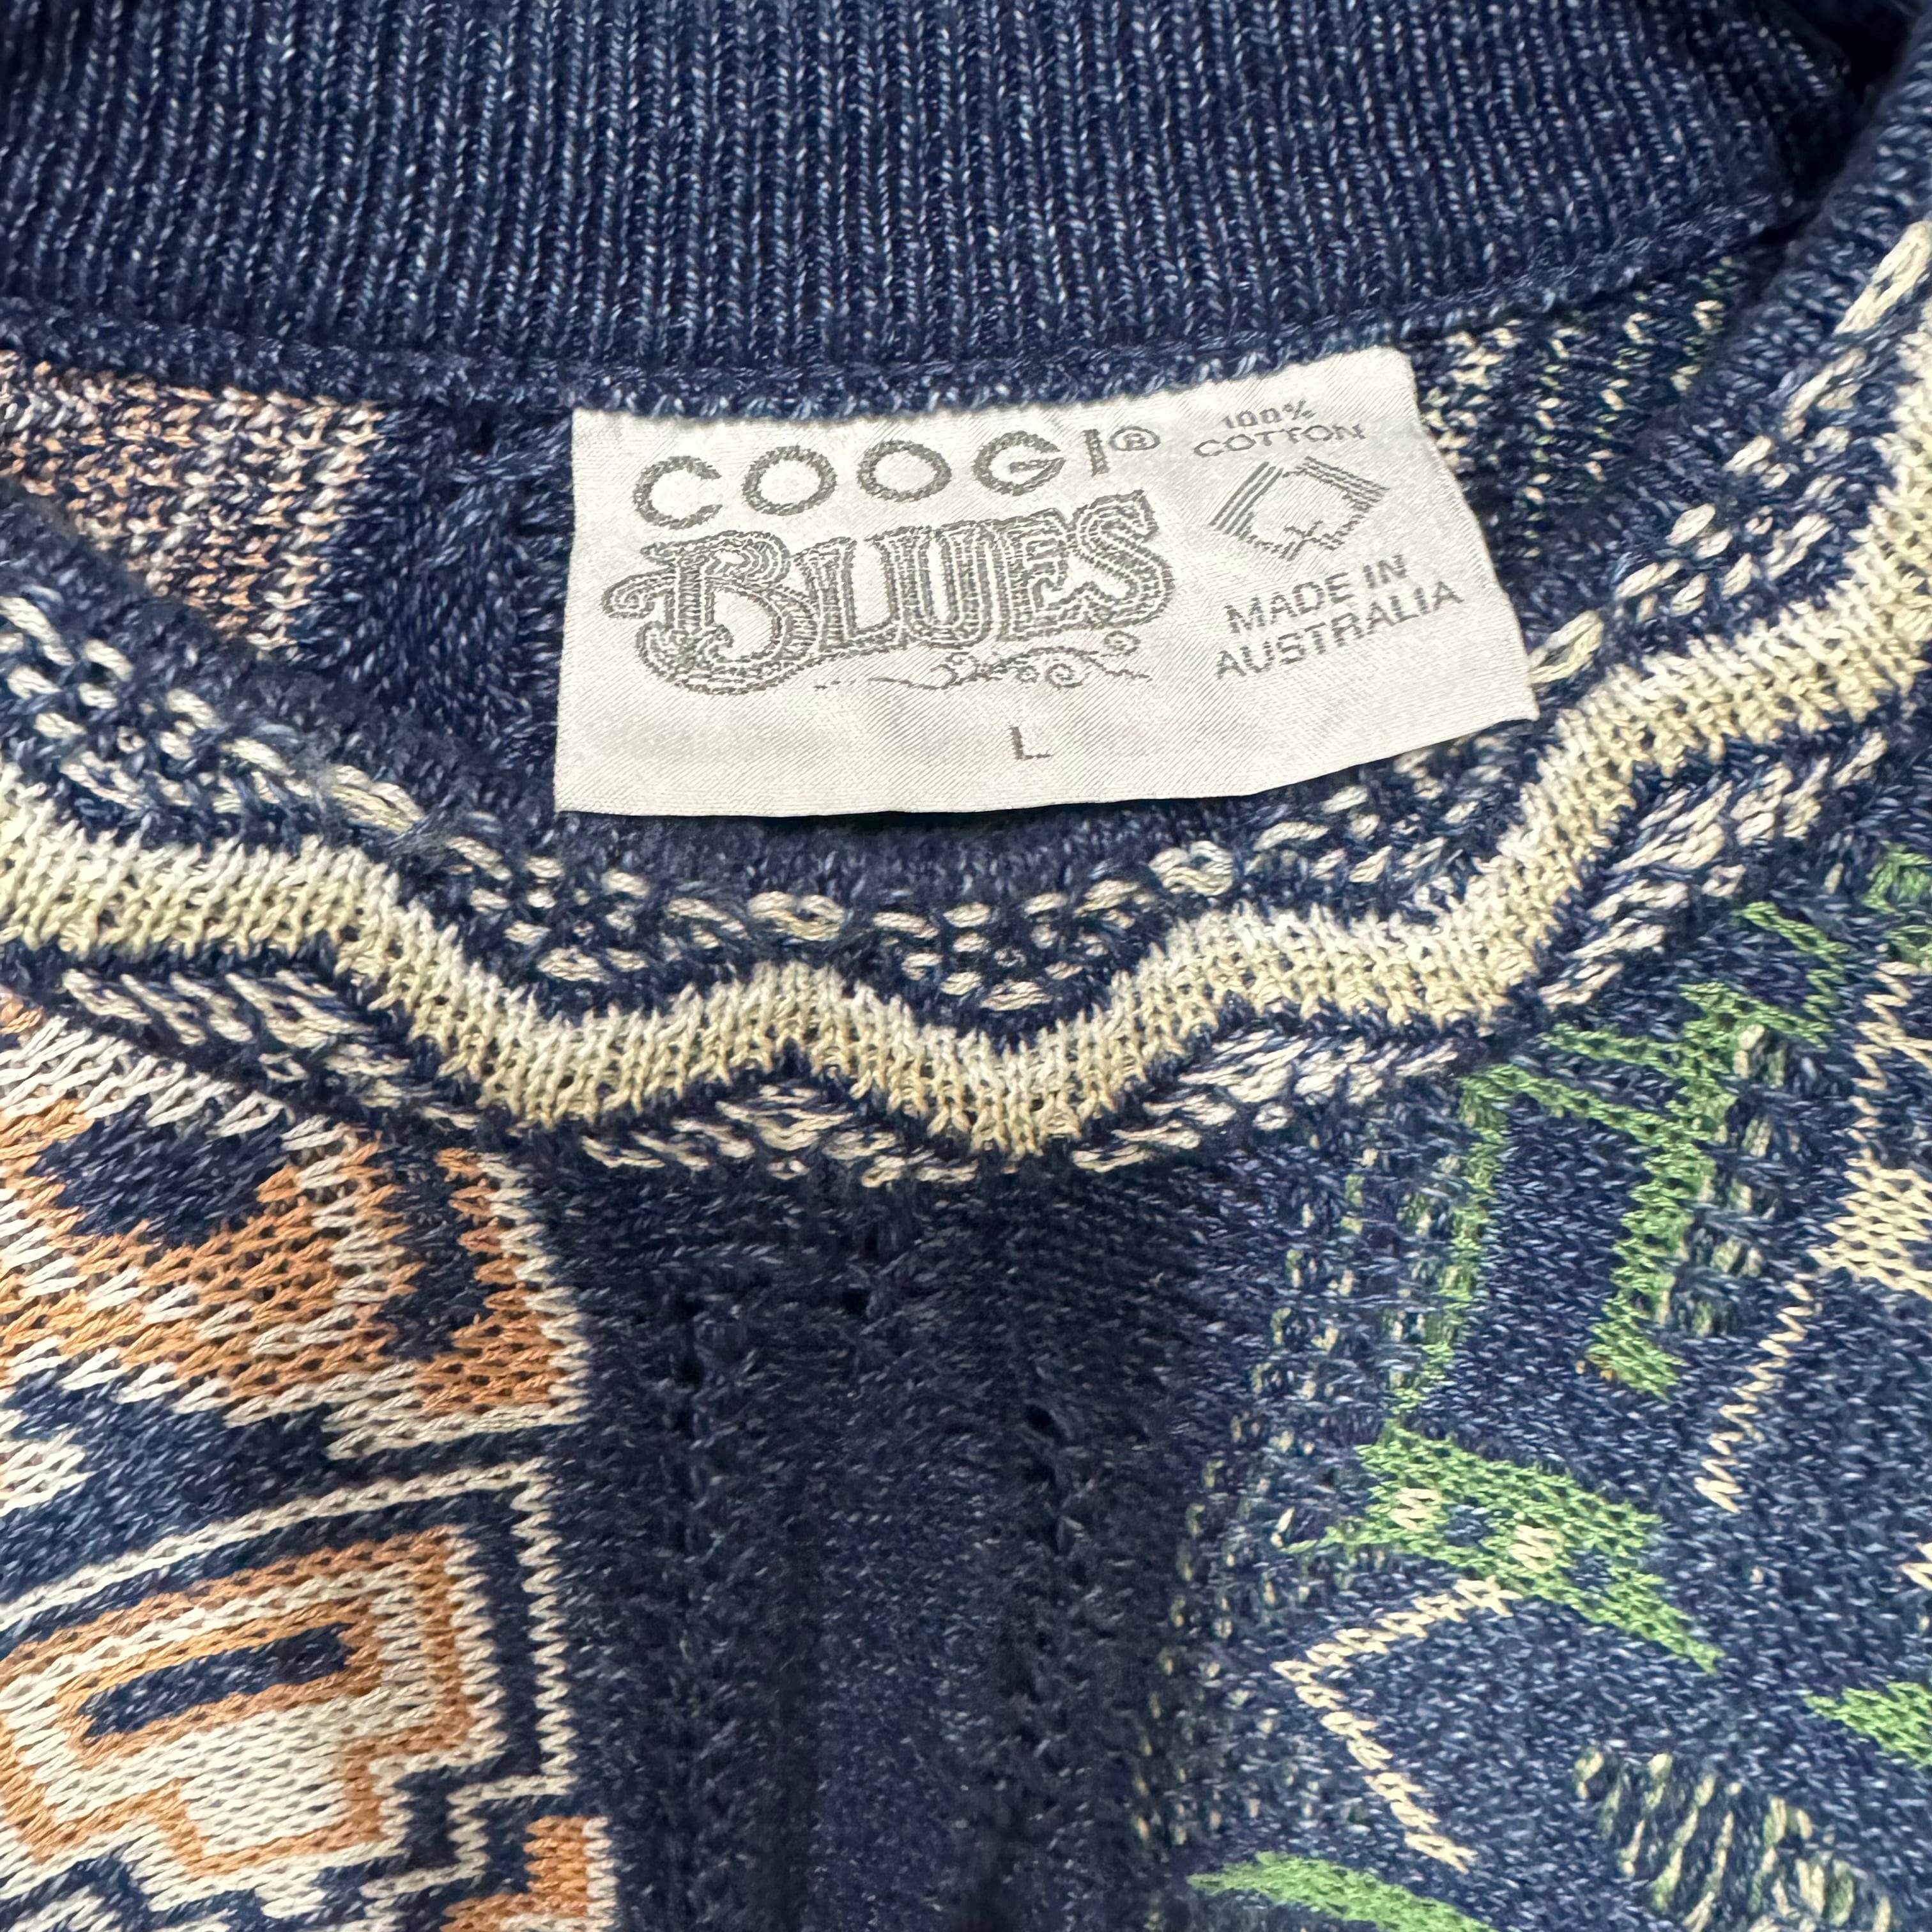 COOGI®
BLUES
100%
COTTON
MADE IN
AUSTRALIA
L